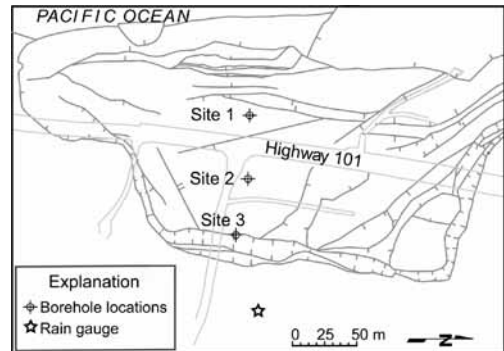 PACIFIC OCEAN
Site 1
Highway 101
Site 2
Site 3
Explanation
Borehole locations
Rain gauge
0 25 50 m
N